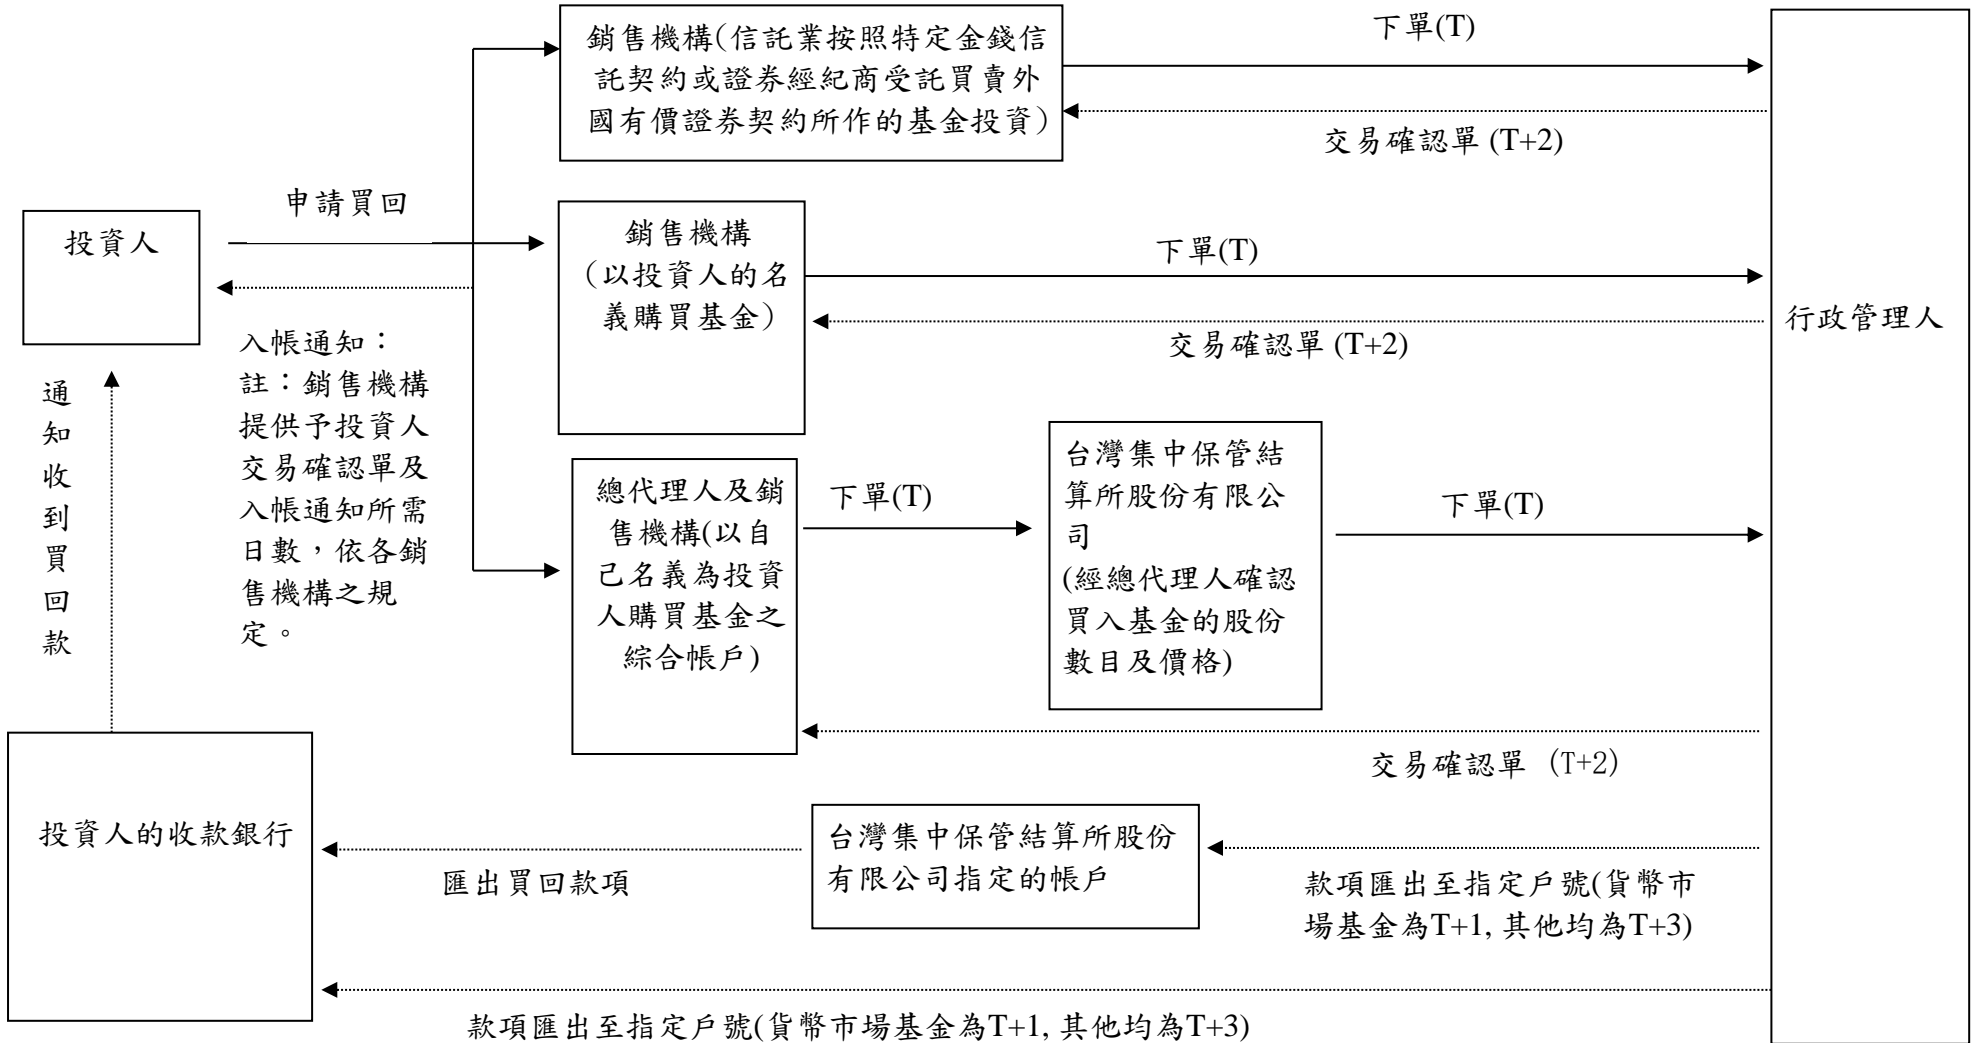 銷售機構(信託業按照特定金錢信
託契約或證券經紀商受託買賣外
國有價證券契約所作的基金投資)
下單(T)
交易確認單 (T+2)
行政管理人
投資人
申請買回
入帳通知：
註：銷售機構
提供予投資人
交易確認單及
入帳通知所需
日數，依各銷
售機構之規
定。
銷售機構
（以投資人的名
義購買基金）
下單(T)
交易確認單 (T+2)
總代理人及銷
售機構(以自
己名義為投資
人購買基金之
綜合帳戶)
下單(T)
台灣集中保管結
算所股份有限公
司
(經總代理人確認
買入基金的股份
數目及價格)
下單(T)
交易確認單 (T+2)
通
知
收
到
買
回
款
投資人的收款銀行
匯出買回款項
台灣集中保管結算所股份
有限公司指定的帳戶
款項匯出至指定戶號(貨幣市
場基金為T+1, 其他均為T+3)
款項匯出至指定戶號(貨幣市場基金為T+1, 其他均為T+3)